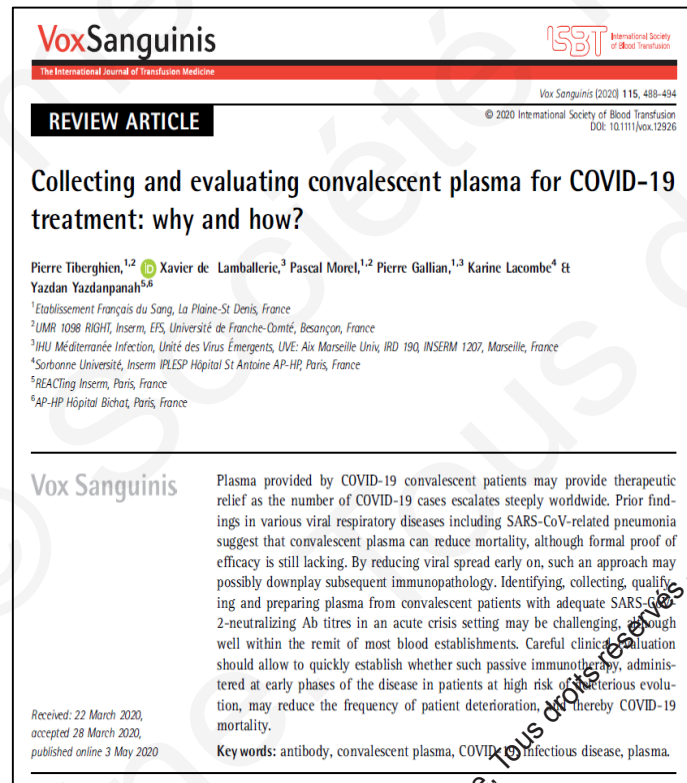 VoxSanguinis
The International Journal of Transfusion Medicine
ISBT International Society
of Blood Transfusion
Vox Sanguinis (2020) 115, 488–494
REVIEW ARTICLE
© 2020 International Society of Blood Transfusion
DOI: 10.1111/vox.12926
Collecting and evaluating convalescent plasma for COVID-19
treatment: why and how?
Pierre Tiberghien,1,2 iD Xavier de Lamballerie,3 Pascal Morel,1,2 Pierre Gallian,1,3 Karine Lacombe4 &
Yazdan Yazdanpanah5,6
1Etablissement Français du Sang, La Plaine-St Denis, France
2UMR 1098 RIGHT, Inserm, EFS, Université de Franche-Comté, Besançon, France
3IHU Méditerranée Infection, Unité des Virus Émergents, UVE: Aix Marseille Univ, IRD 190, INSERM 1207, Marseille, France
4Sorbonne Université, Inserm IPLESP Hôpital St Antoine AP-HP, Paris, France
5REACTing Inserm, Paris, France
6AP-HP Hôpital Bichat, Paris, France
Vox Sanguinis
Plasma provided by COVID-19 convalescent patients may provide therapeutic
relief as the number of COVID-19 cases escalates steeply worldwide. Prior find-
ings in various viral respiratory diseases including SARS-CoV-related pneumonia
suggest that convalescent plasma can reduce mortality, although formal proof of
efficacy is still lacking. By reducing viral spread early on, such an approach may
possibly downplay subsequent immunopathology. Identifying, collecting, qualify-
ing and preparing plasma from convalescent patients with adequate SARS-CoV-
2-neutralizing Ab titres in an acute crisis setting may be challenging, although
well within the remit of most blood establishments. Careful clinical evaluation
should allow to quickly establish whether such passive immunotherapy, adminis-
tered at early phases of the disease in patients at high risk of deleterious evolu-
tion, may reduce the frequency of patient deterioration, and thereby COVID-19
mortality.
Key words: antibody, convalescent plasma, COVID-19, infectious disease, plasma.
Received: 22 March 2020,
accepted 28 March 2020,
published online 3 May 2020
Tous droits réservés